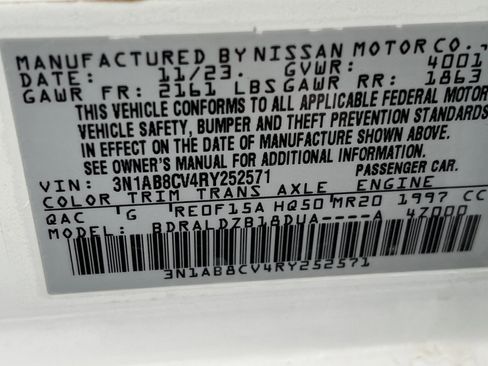 MANUFACTURED BY NISSAN MOTOR CO.,
DATE: 11/23. GVWR: 4001
GAWR FR: 2161 LBS GAWR RR: 1863
THIS VEHICLE CONFORMS TO ALL APPLICABLE FEDERAL MOTOR
VEHICLE SAFETY, BUMPER AND THEFT PREVENTION STANDARDS
IN EFFECT ON THE DATE OF MANUFACTURE SHOWN ABOVE.
SEE OWNER'S MANUAL FOR ADDITIONAL INFORMATION.
VIN: 3N1AB8CV4RY252571 PASSENGER CAR.
COLOR TRIM TRANS AXLE ENGINE
QAC G RE0F15A HQ50 MR20 1997 CC
MODEL: BDRALDZB18DUA----A 4Z000
3N1AB8CV4RY252571